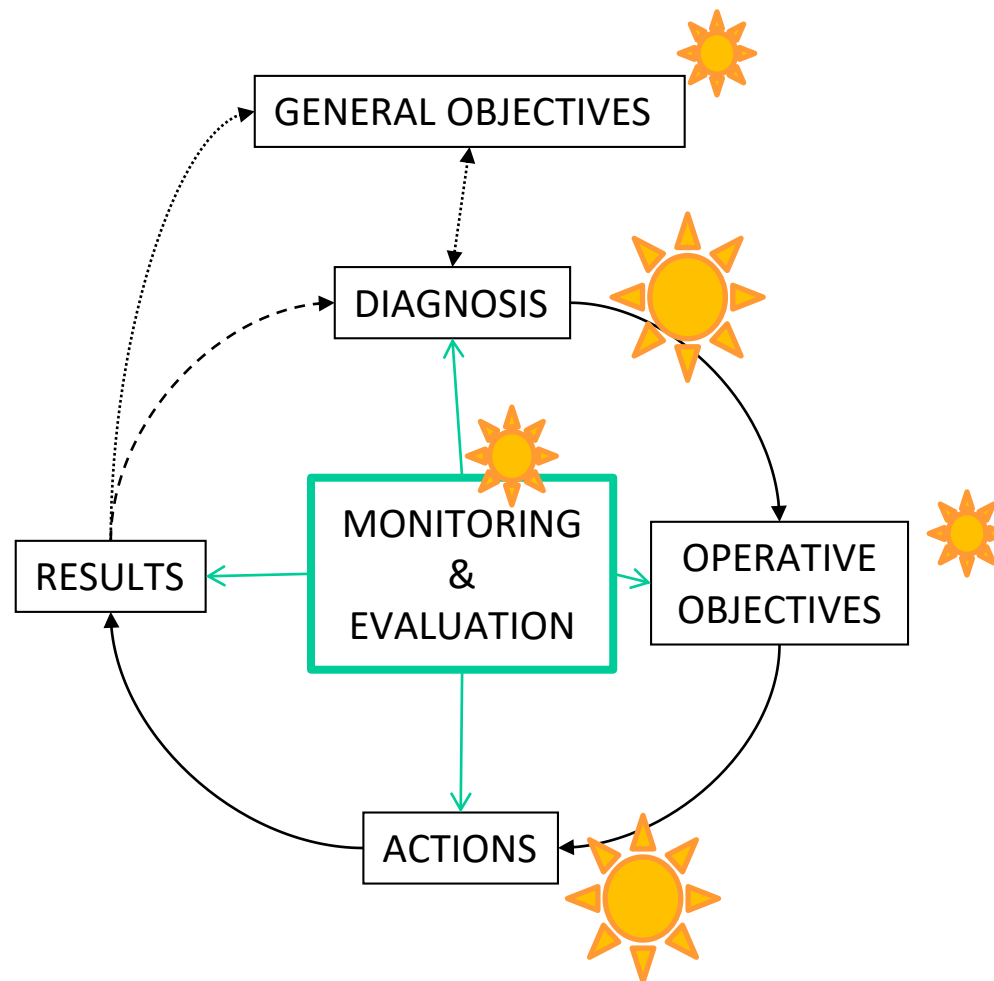 GENERAL OBJECTIVES
DIAGNOSIS
MONITORING
&
EVALUATION
OPERATIVE
OBJECTIVES
RESULTS
ACTIONS